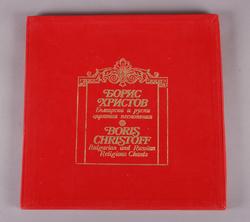 БОРИС
ХРИСТОВ
Български и руски
църковни песнопения
BORIS
CHRISTOFF
Bulgarian and Russian
Religious Chants